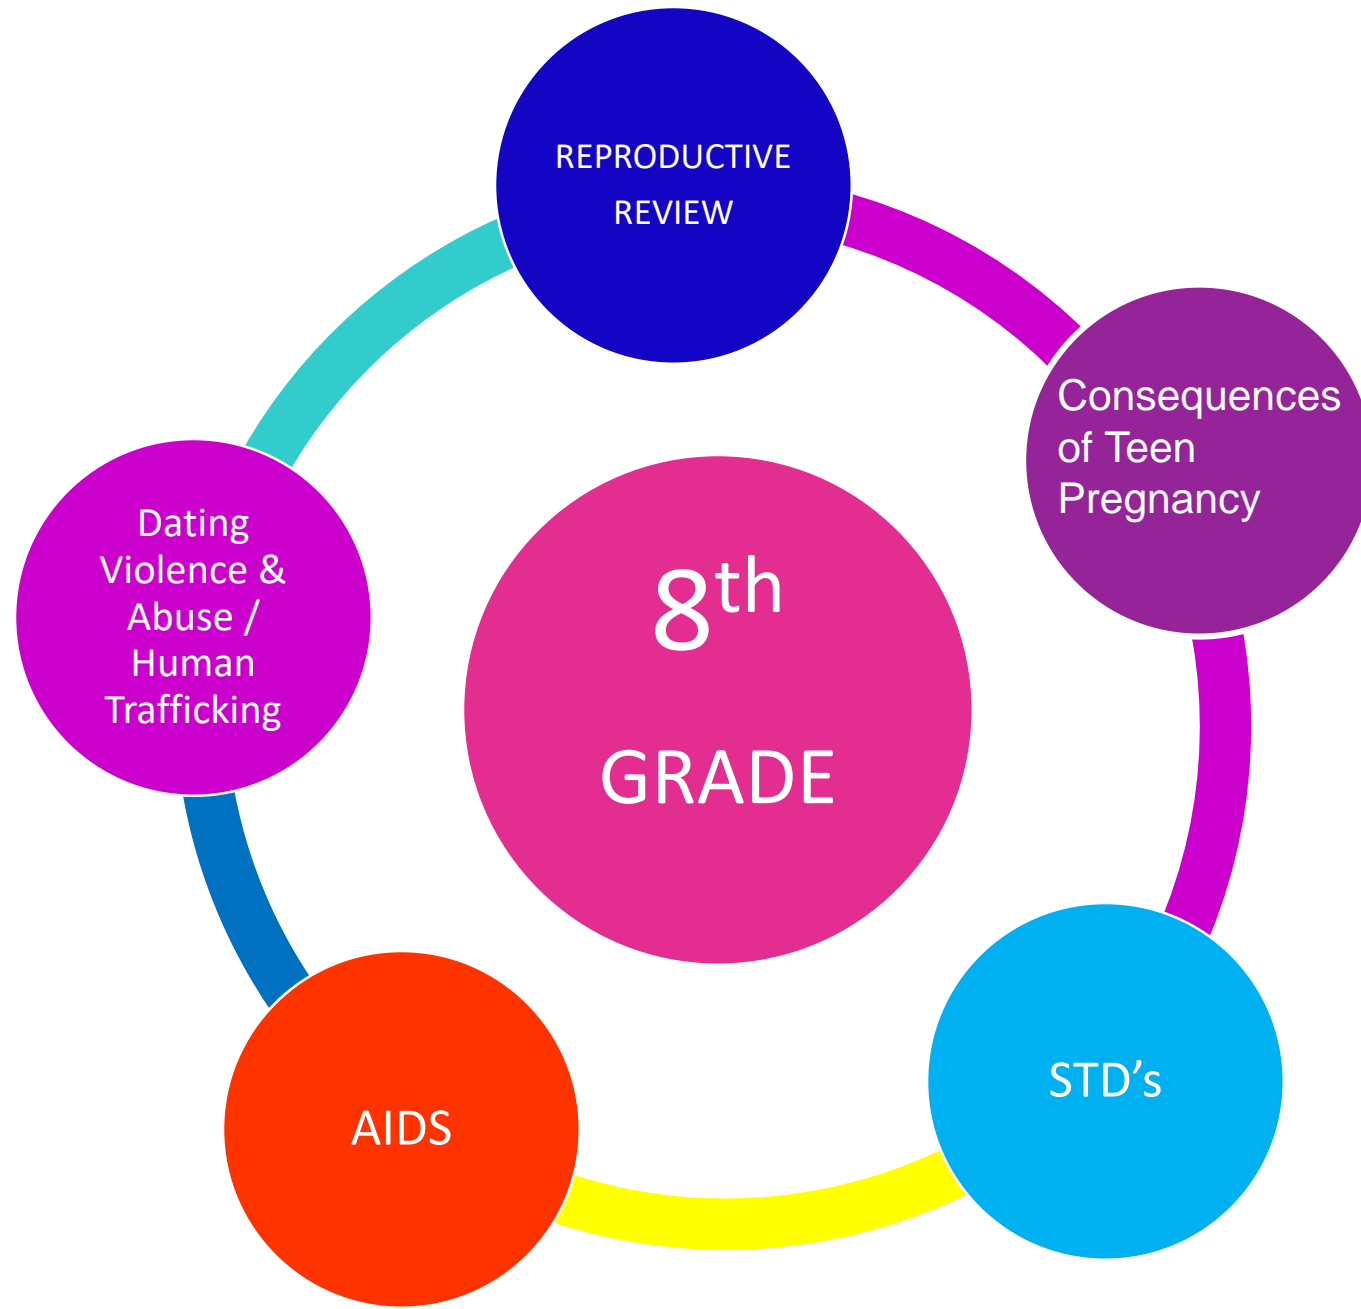 REPRODUCTIVE
REVIEW
Consequences
of Teen
Pregnancy
STD’s
AIDS
Dating
Violence &
Abuse /
Human
Trafficking
8th
GRADE